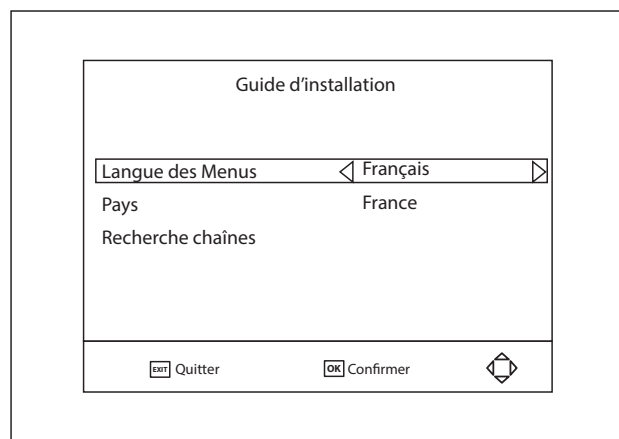 Guide d’installation
Langue des Menus Français
Pays France
Recherche chaînes
EXIT Quitter OK Confirmer